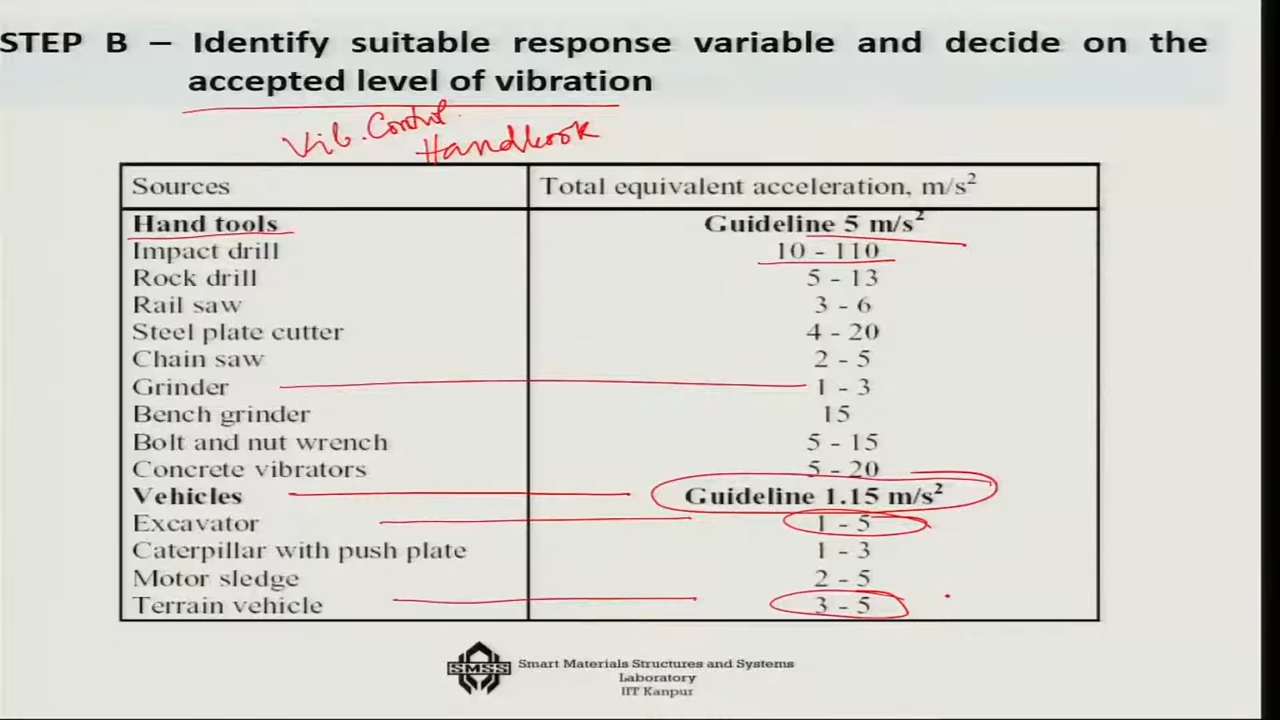 STEP B – Identify suitable response variable and decide on the
accepted level of vibration
Vib. Control
Handbook
Sources Total equivalent acceleration, m/s²
Hand tools Guideline 5 m/s²
Impact drill 10 - 110
Rock drill 5 - 13
Rail saw 3 - 6
Steel plate cutter 4 - 20
Chain saw 2 - 5
Grinder 1 - 3
Bench grinder 15
Bolt and nut wrench 5 - 15
Concrete vibrators 5 - 20
Vehicles Guideline 1.15 m/s²
Excavator 1 - 5
Caterpillar with push plate 1 - 3
Motor sledge 2 - 5
Terrain vehicle 3 - 5
SMSS Smart Materials Structures and Systems
Laboratory
IIT Kanpur